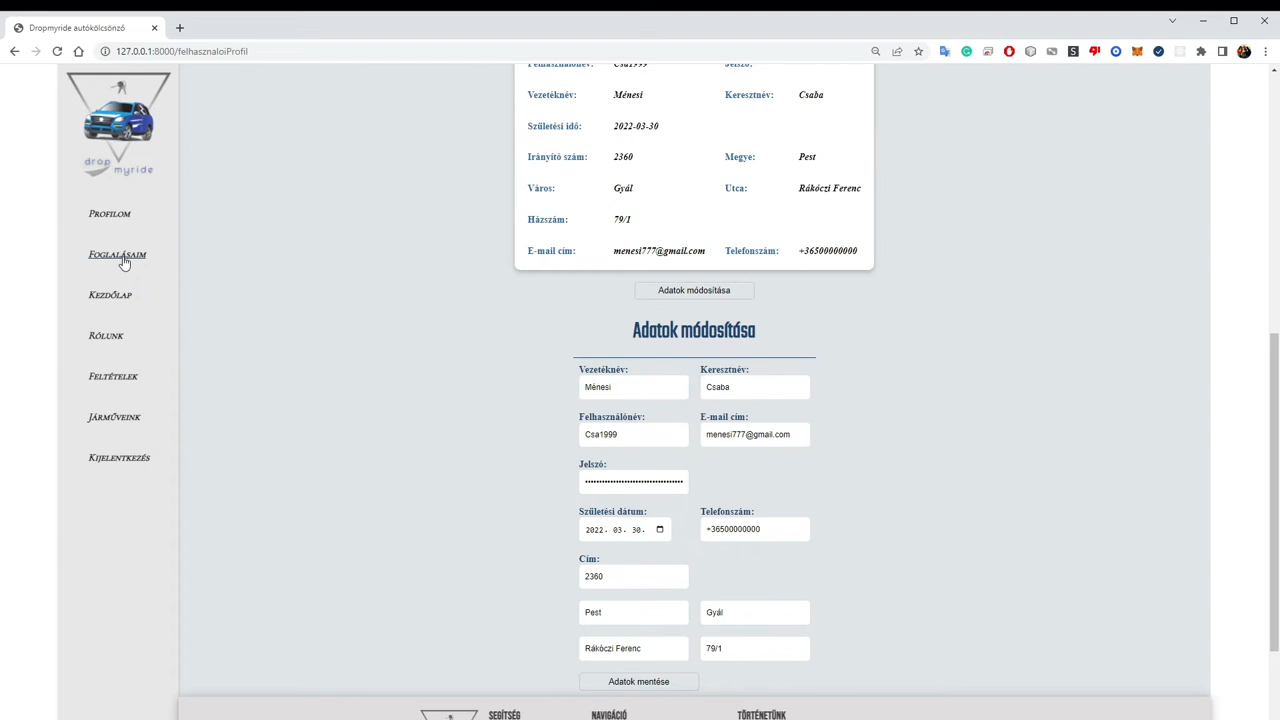 Dropmyride autókölcsönző
127.0.0.1:8000/felhasznaloiProfil
drop
myride
Profilom
Foglalásaim
Kezdőlap
Rólunk
Feltételek
Járműveink
Kijelentkezés
Felhasználónév: Csa1999 Jelszó:
Vezetéknév: Ménesi Keresztnév: Csaba
Születési idő: 2022-03-30
Irányító szám: 2360 Megye: Pest
Város: Gyál Utca: Rákóczi Ferenc
Házszám: 79/1
E-mail cím: menesi777@gmail.com Telefonszám: +36500000000
Adatok módosítása
Adatok módosítása
Vezetéknév: Keresztnév:
Ménesi Csaba
Felhasználónév: E-mail cím:
Csa1999 menesi777@gmail.com
Jelszó:
Születési dátum: Telefonszám:
2022. 03. 30. +36500000000
Cím:
2360
Pest Gyál
Rákóczi Ferenc 79/1
Adatok mentése
SEGÍTSÉG NAVIGÁCIÓ TÖRTÉNETÜNK